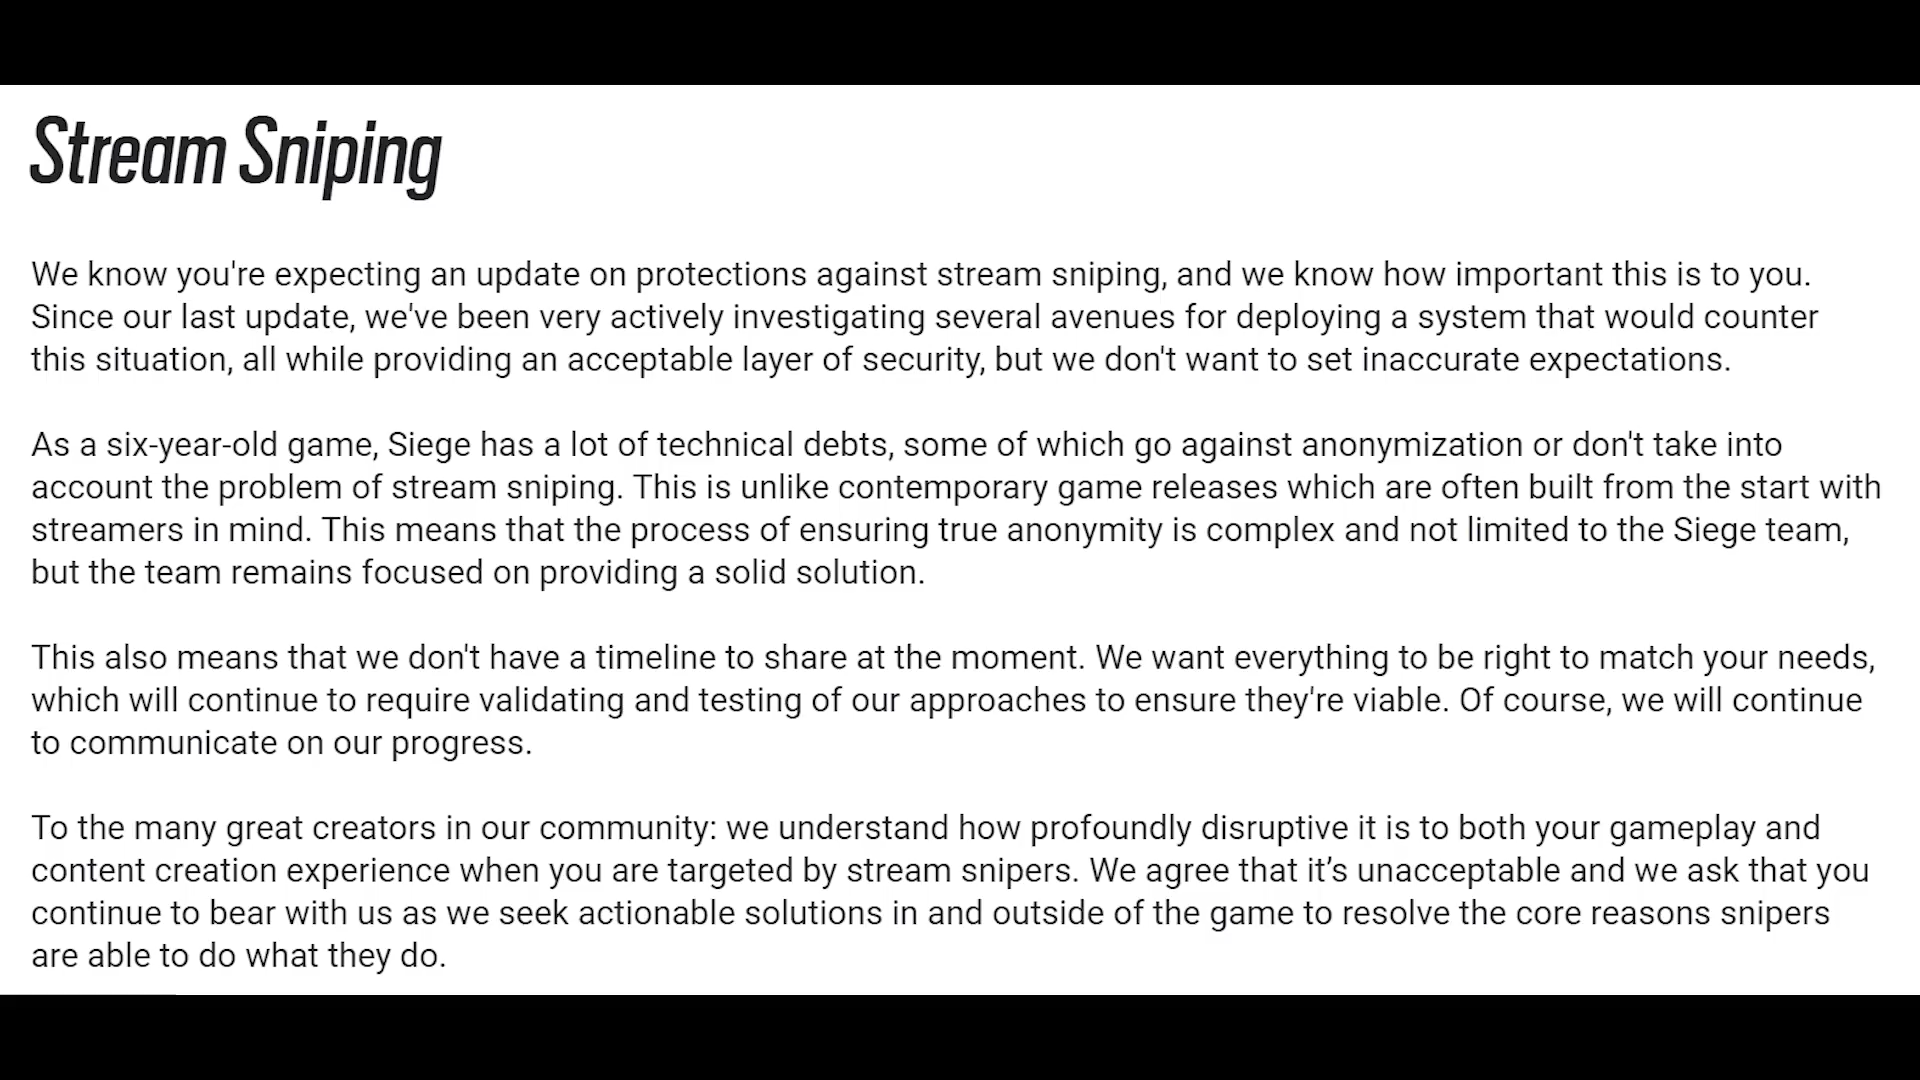 Stream Sniping
We know you're expecting an update on protections against stream sniping, and we know how important this is to you.
Since our last update, we've been very actively investigating several avenues for deploying a system that would counter
this situation, all while providing an acceptable layer of security, but we don't want to set inaccurate expectations.
As a six-year-old game, Siege has a lot of technical debts, some of which go against anonymization or don't take into
account the problem of stream sniping. This is unlike contemporary game releases which are often built from the start with
streamers in mind. This means that the process of ensuring true anonymity is complex and not limited to the Siege team,
but the team remains focused on providing a solid solution.
This also means that we don't have a timeline to share at the moment. We want everything to be right to match your needs,
which will continue to require validating and testing of our approaches to ensure they're viable. Of course, we will continue
to communicate on our progress.
To the many great creators in our community: we understand how profoundly disruptive it is to both your gameplay and
content creation experience when you are targeted by stream snipers. We agree that it’s unacceptable and we ask that you
continue to bear with us as we seek actionable solutions in and outside of the game to resolve the core reasons snipers
are able to do what they do.